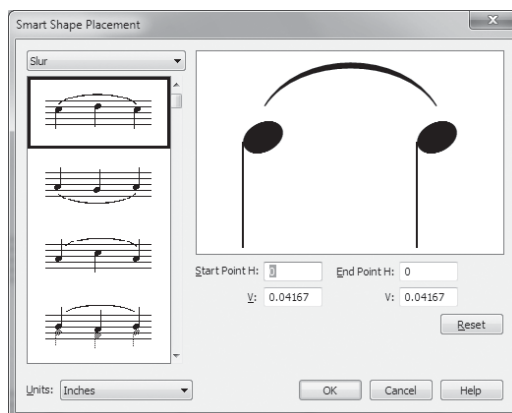 Smart Shape Placement
Slur
Start Point H: 0 End Point H: 0
V: 0.04167 V: 0.04167
Reset
Units: Inches OK Cancel Help